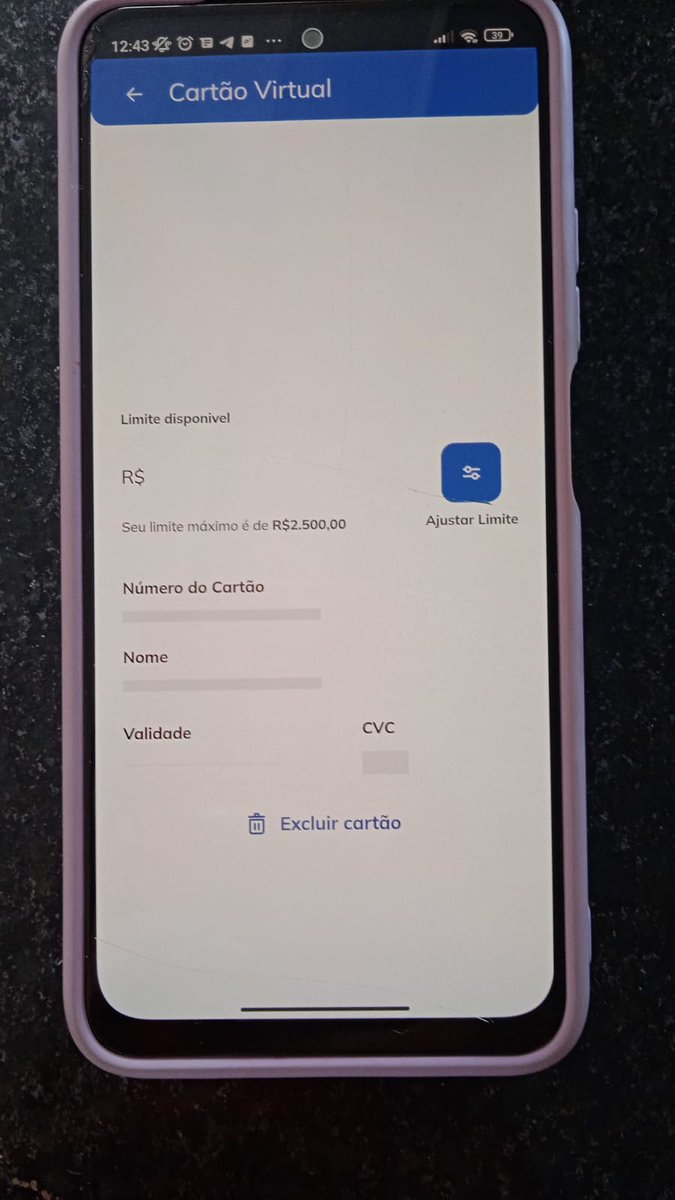 12:43
39
Cartão Virtual
Limite disponivel
R$
Seu limite máximo é de R$2.500,00
Ajustar Limite
Número do Cartão
Nome
Validade
CVC
Excluir cartão